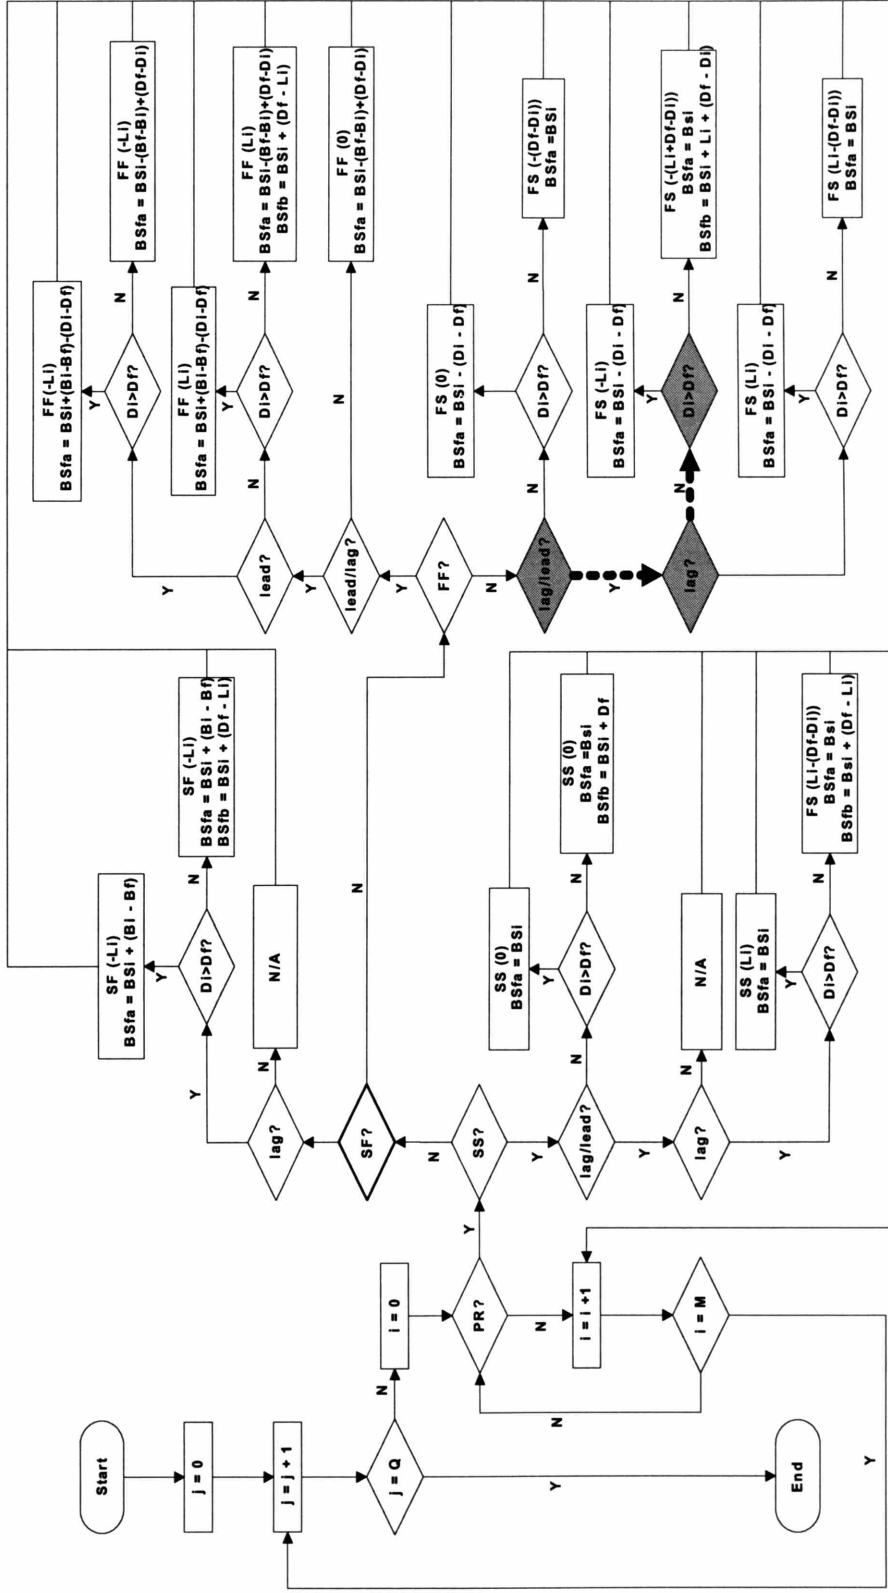 Start
j = 0
j = j + 1
j = Q
N
Y
End
i = 0
PR?
Y
N
i = i +1
i = M
N
Y
SS?
N
Y
SF?
N
lag?
Y
N
N/A
Di>Df?
Y
N
SF (-Li)
BSfa = BSi + (Bi - Bf)
SF (-Li)
BSfa = BSi + (Bi - Bf)
BSfb = BSi + (Df - Li)
lag/lead?
N
Y
Di>Df?
Y
N
SS (0)
BSfa = BSi
SS (0)
BSfa =Bsi
BSfb = BSi + Df
lag?
N
Y
N/A
Di>Df?
Y
N
SS (Li)
BSfa = BSi
FS (Li-(Df-Di))
BSfa = Bsi
BSfb = Bsi + (Df - Li)
FF?
Y
N
lead/lag?
Y
N
lead?
Y
N
Di>Df?
Y
N
FF(-Li)
BSfa = BSi+(Bi-Bf)-(Di-Df)
FF (-Li)
BSfa = BSi-(Bf-Bi)+(Df-Di)
Di>Df?
Y
N
FF (Li)
BSfa = BSi+(Bi-Bf)-(Di-Df)
FF (Li)
BSfa = BSi-(Bf-Bi)+(Df-Di)
BSfb = BSi + (Df - Li)
FF (0)
BSfa = BSi-(Bf-Bi)+(Df-Di)
lag/lead?
N
Y
Di>Df?
Y
N
FS (0)
BSfa = BSi - (Di - Df)
FS (-(Df-Di))
BSfa =BSi
lag?
N
Di>Df?
Y
N
FS (-Li)
BSfa = BSi - (Di - Df)
FS (-(Li+Df-Di))
BSfa = Bsi
BSfb = BSi + Li + (Df - Di)
Di>Df?
Y
N
FS (Li)
BSfa = BSi - (Di - Df)
FS (Li-(Df-Di))
BSfa = BSi